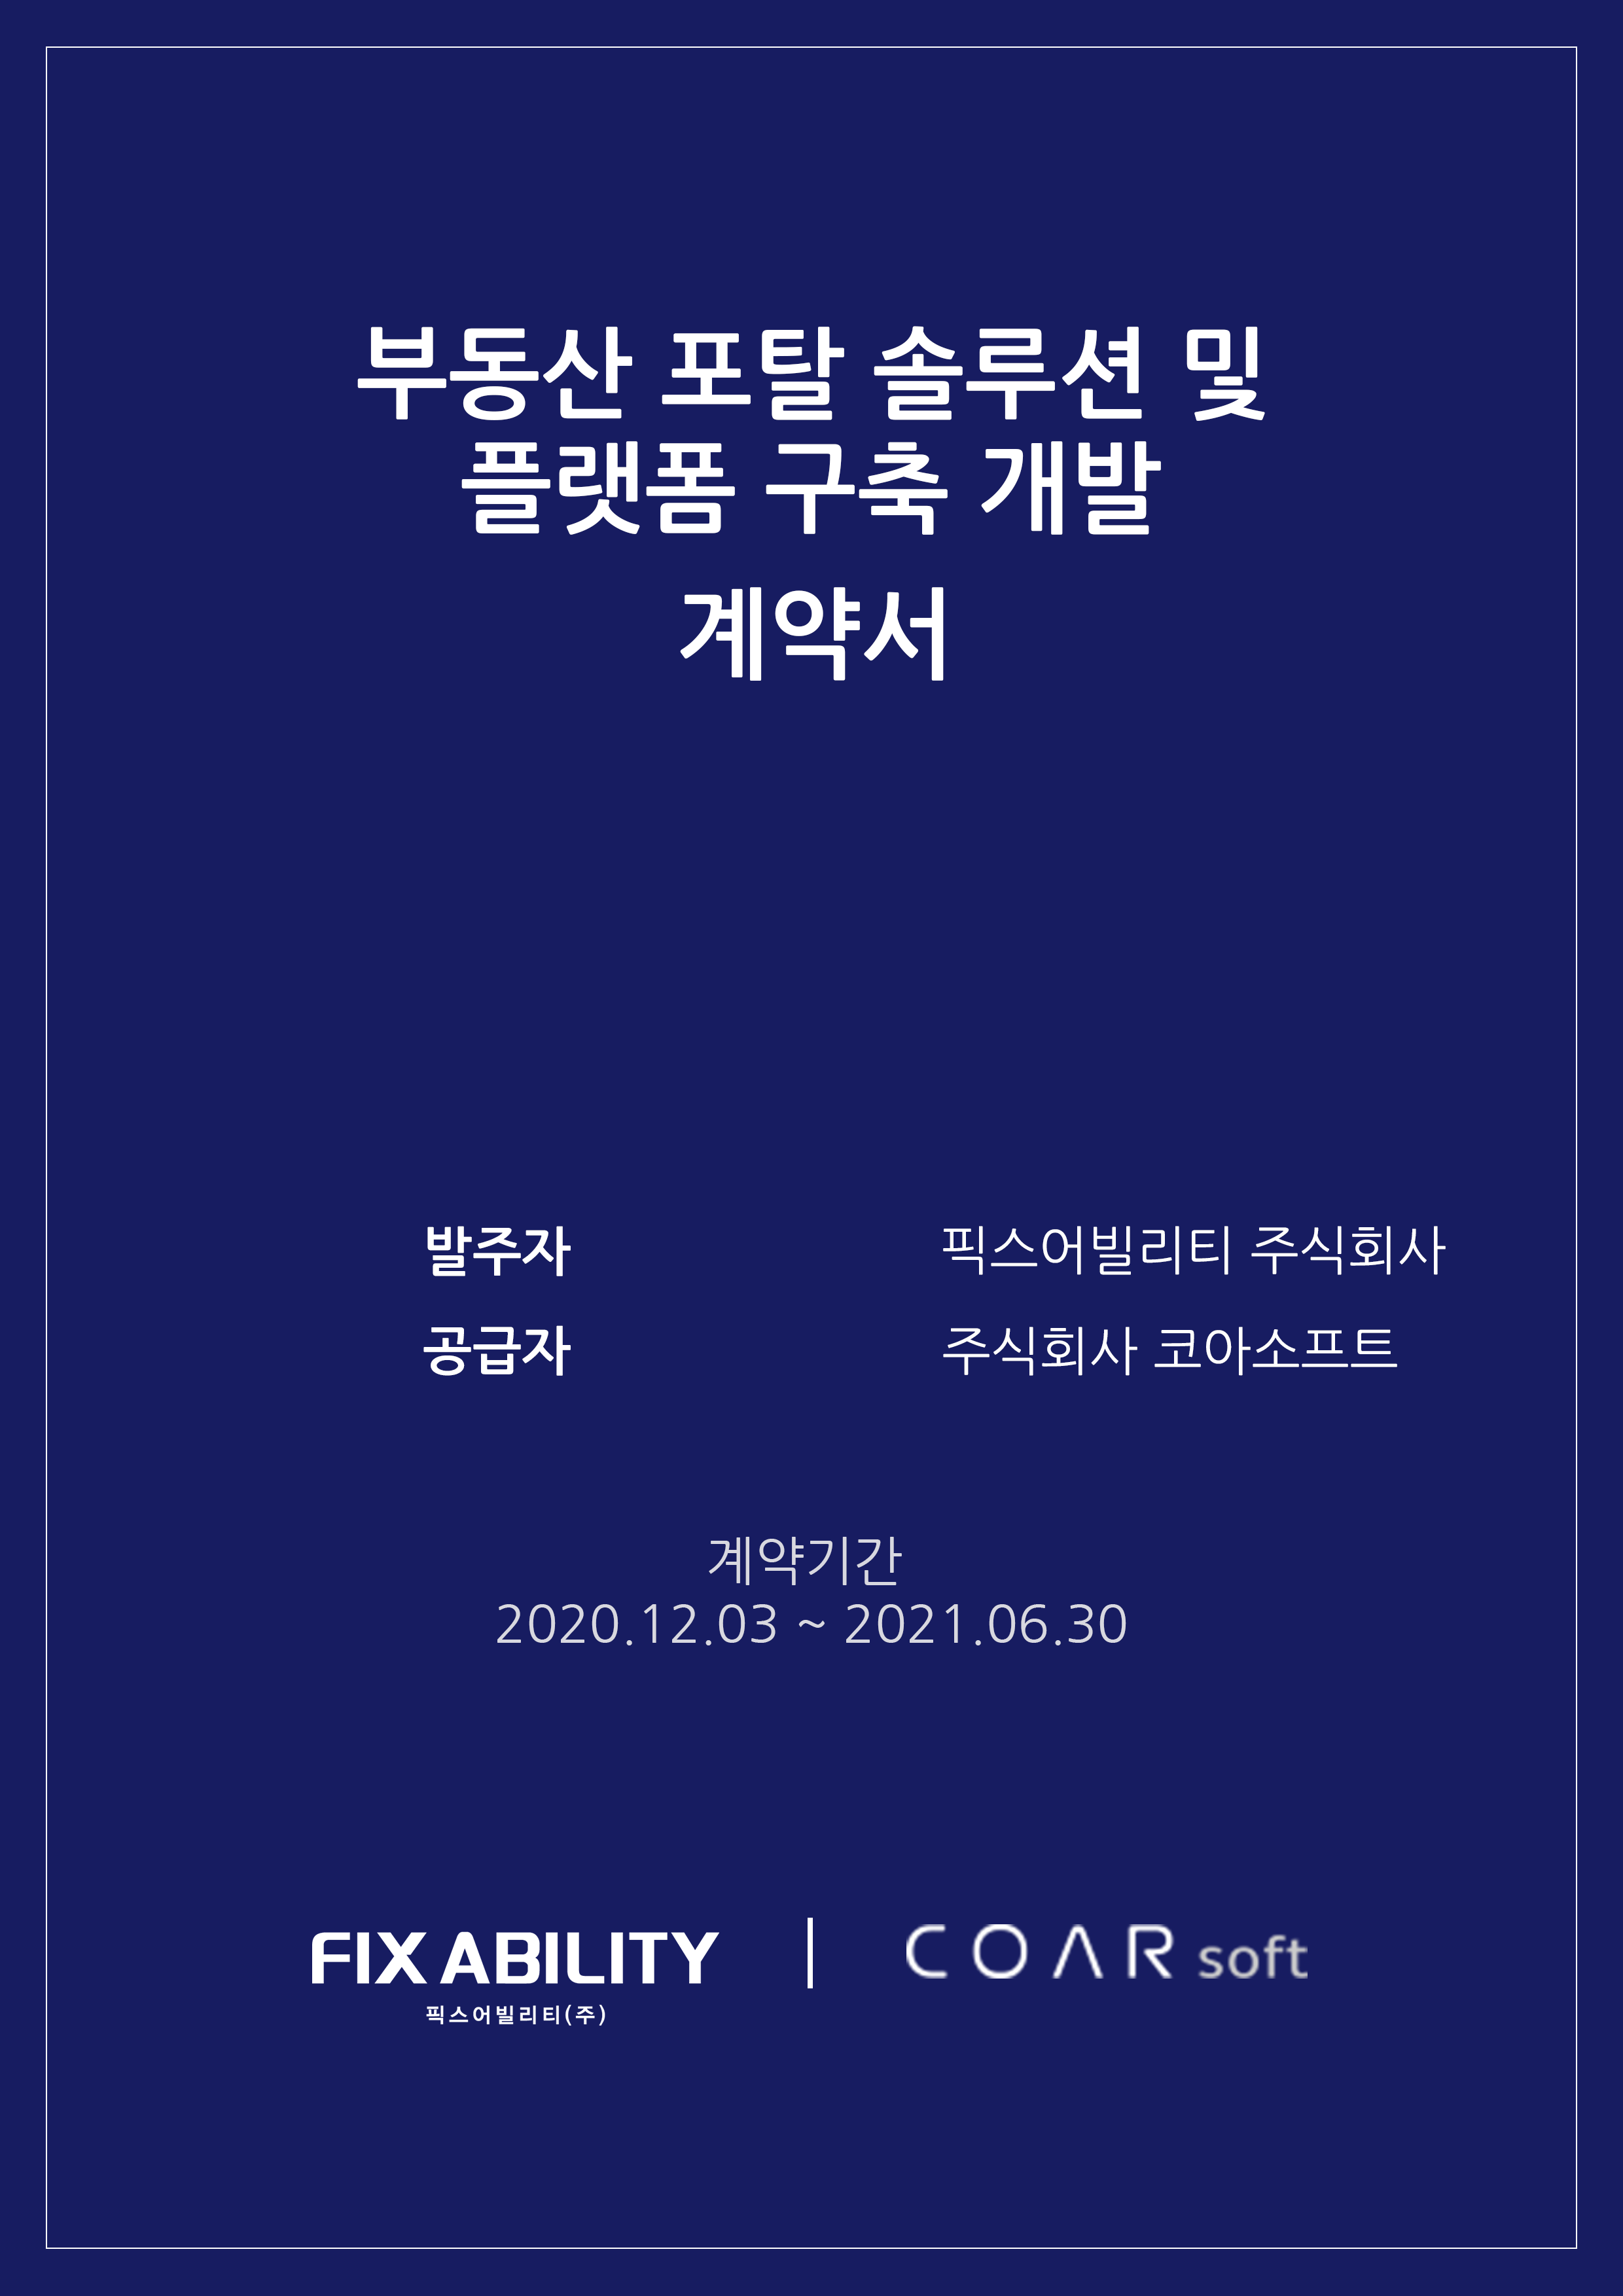 부동산 포탈 솔루션 및
플랫폼 구축 개발
계약서
발주자 픽스어빌리티 주식회사
공급자 주식회사 코아소프트
계약기간
2020.12.03 ~ 2021.06.30
FIX ABILITY
픽스어빌리티(주)
COAR soft